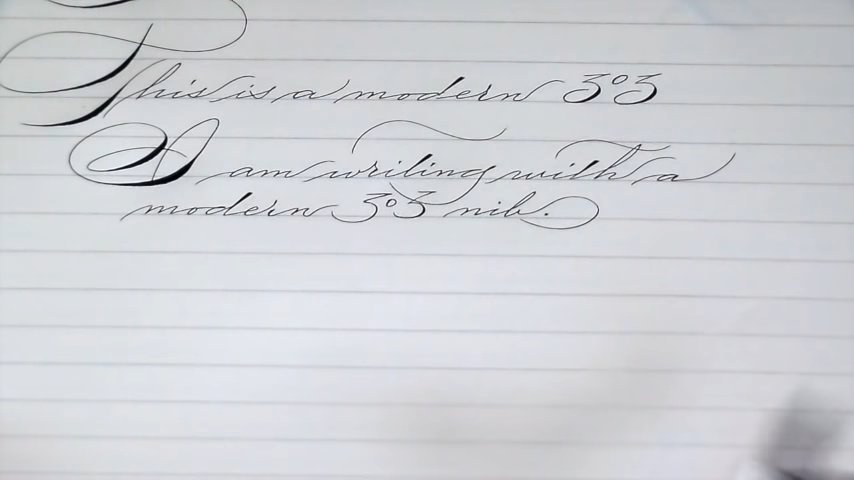 This is a modern 303
I am writing with a
modern 303 nib.